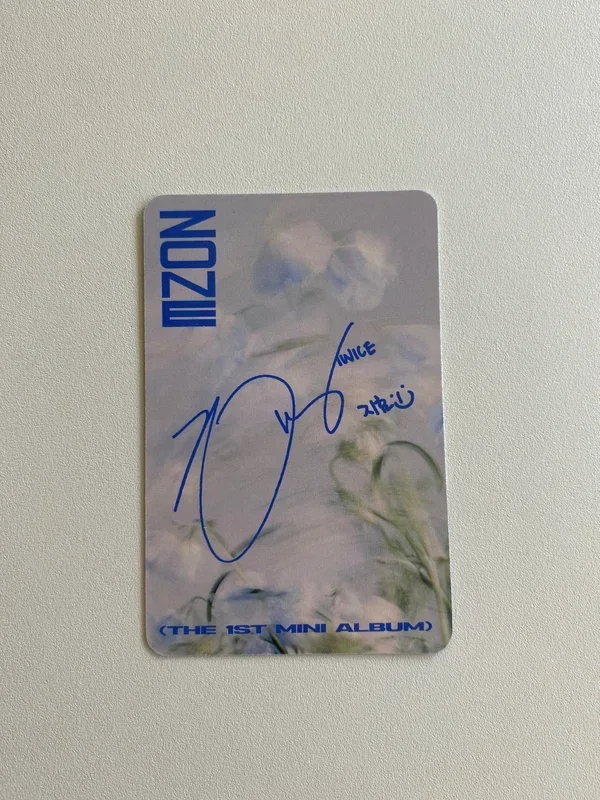 ZONE
TWICE
지효
(THE 1ST MINI ALBUM)